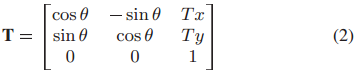 cos θ − sin θ Tx
T = sin θ cos θ Ty (2)
0 0 1